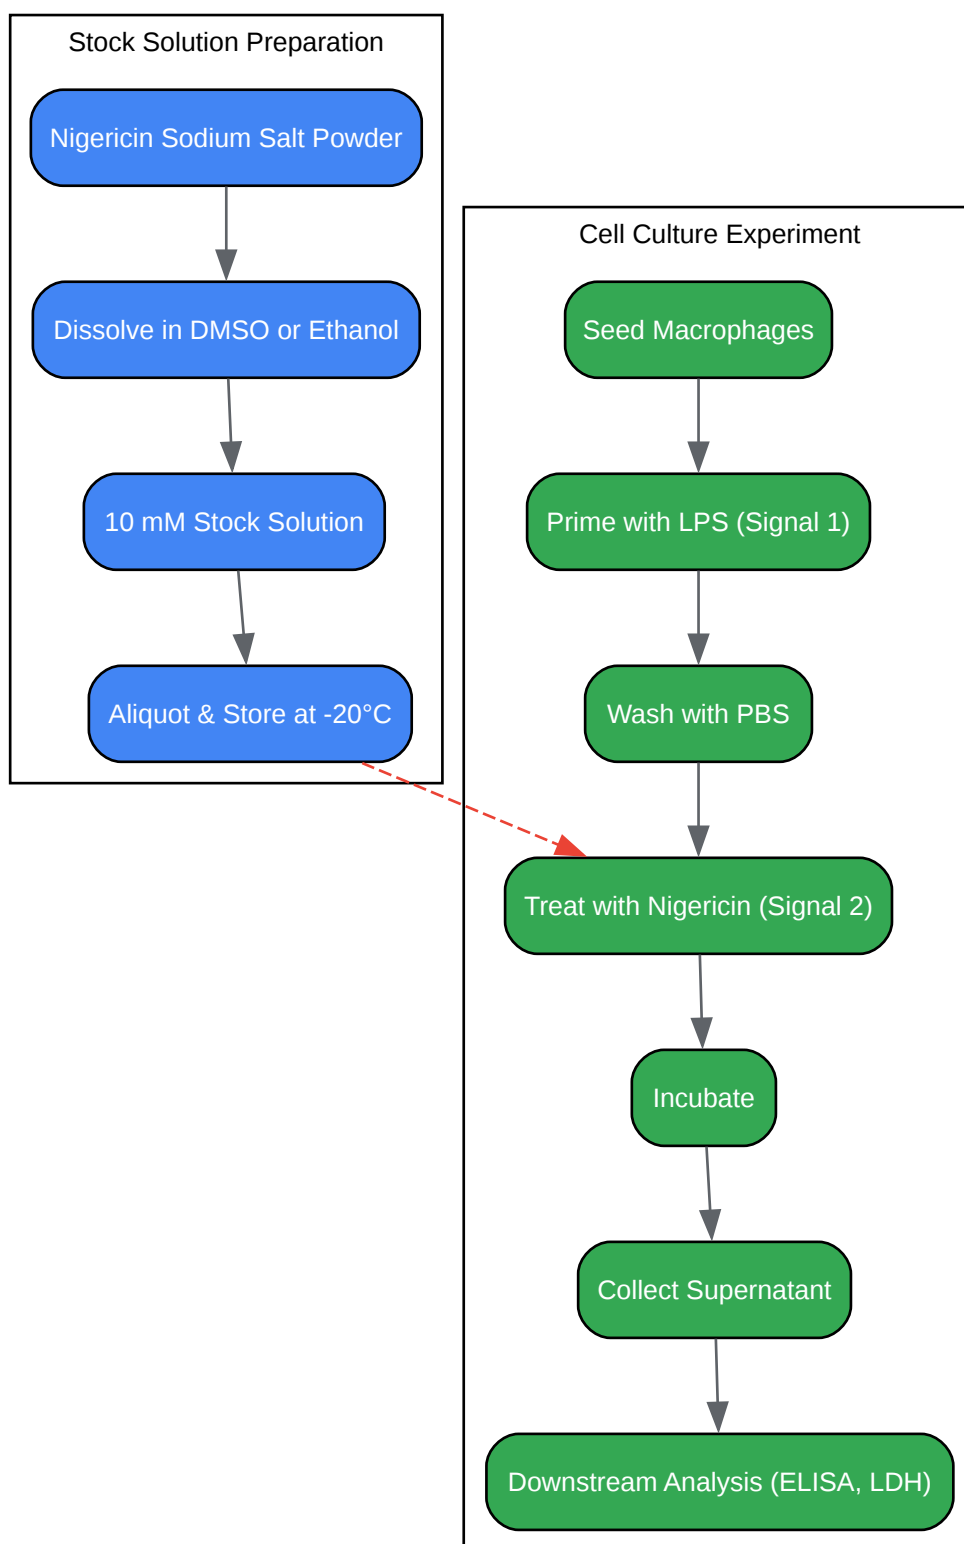 Stock Solution Preparation
Nigericin Sodium Salt Powder
Dissolve in DMSO or Ethanol
10 mM Stock Solution
Aliquot & Store at -20°C
Cell Culture Experiment
Seed Macrophages
Prime with LPS (Signal 1)
Wash with PBS
Treat with Nigericin (Signal 2)
Incubate
Collect Supernatant
Downstream Analysis (ELISA, LDH)